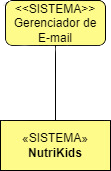 <<SISTEMA>>
Gerenciador de
E-mail
«SISTEMA»
NutriKids